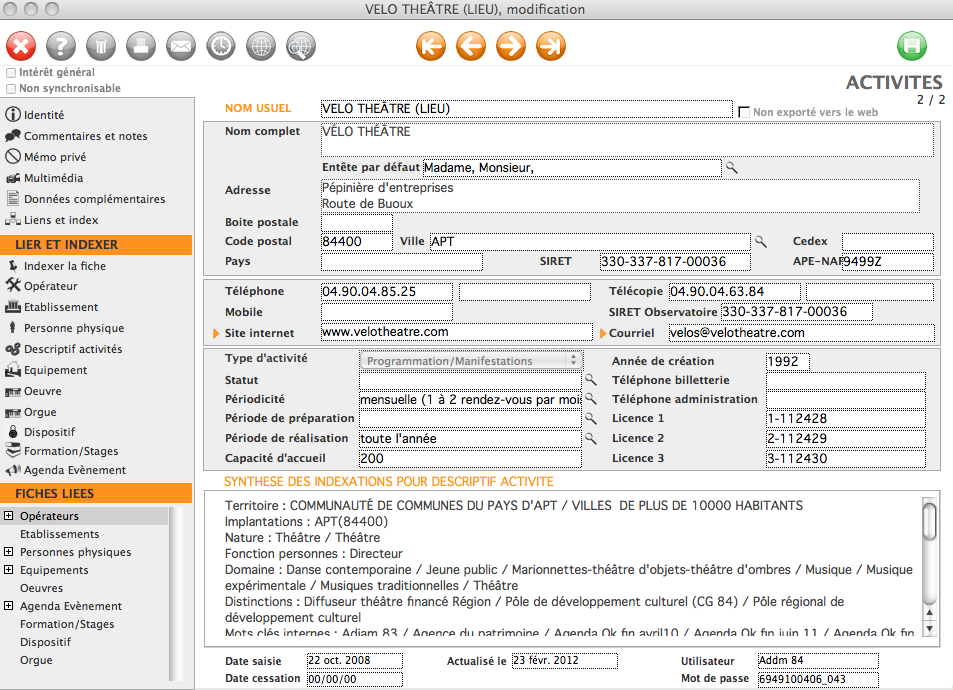 VELO THEÂTRE (LIEU), modification
Intérêt général
Non synchronisable
ACTIVITES
2 / 2
Identité
Commentaires et notes
Mémo privé
Multimédia
Données complémentaires
Liens et index
LIER ET INDEXER
Indexer la fiche
Opérateur
Etablissement
Personne physique
Descriptif activités
Equipement
Oeuvre
Orgue
Dispositif
Formation/Stages
Agenda Evènement
FICHES LIEES
Opérateurs
Etablissements
Personnes physiques
Equipements
Oeuvres
Agenda Evènement
Formation/Stages
Dispositif
Orgue
NOM USUEL VELO THEÂTRE (LIEU) Non exporté vers le web
Nom complet VÉLO THÉÂTRE
Entête par défaut Madame, Monsieur,
Adresse Pépinière d'entreprises
Route de Buoux
Boite postale
Code postal 84400 Ville APT Cedex
Pays SIRET 330-337-817-00036 APE-NAF 9499Z
Téléphone 04.90.04.85.25 Télécopie 04.90.04.63.84
Mobile SIRET Observatoire 330-337-817-00036
Site internet www.velotheatre.com Courriel velos@velotheatre.com
Type d'activité Programmation/Manifestations Année de création 1992
Statut Téléphone billetterie
Périodicité mensuelle (1 à 2 rendez-vous par moi Téléphone administration
Période de préparation Licence 1 1-112428
Période de réalisation toute l'année Licence 2 2-112429
Capacité d'accueil 200 Licence 3 3-112430
SYNTHESE DES INDEXATIONS POUR DESCRIPTIF ACTIVITE
Territoire : COMMUNAUTÉ DE COMMUNES DU PAYS D'APT / VILLES DE PLUS DE 10000 HABITANTS
Implantations : APT(84400)
Nature : Théâtre / Théâtre
Fonction personnes : Directeur
Domaine : Danse contemporaine / Jeune public / Marionnettes-théâtre d'objets-théâtre d'ombres / Musique / Musique
expérimentale / Musiques traditionnelles / Théâtre
Distinctions : Diffuseur théâtre financé Région / Pôle de développement culturel (CG 84) / Pôle régional de
développement culturel
Mots clés internes : Adiam 83 / Agence du patrimoine / Agenda Ok fin avril10 / Agenda Ok fin juin 11 / Agenda Ok fin
Date saisie 22 oct. 2008 Actualisé le 23 févr. 2012 Utilisateur Addm 84
Date cessation 00/00/00 Mot de passe 6949100406_043